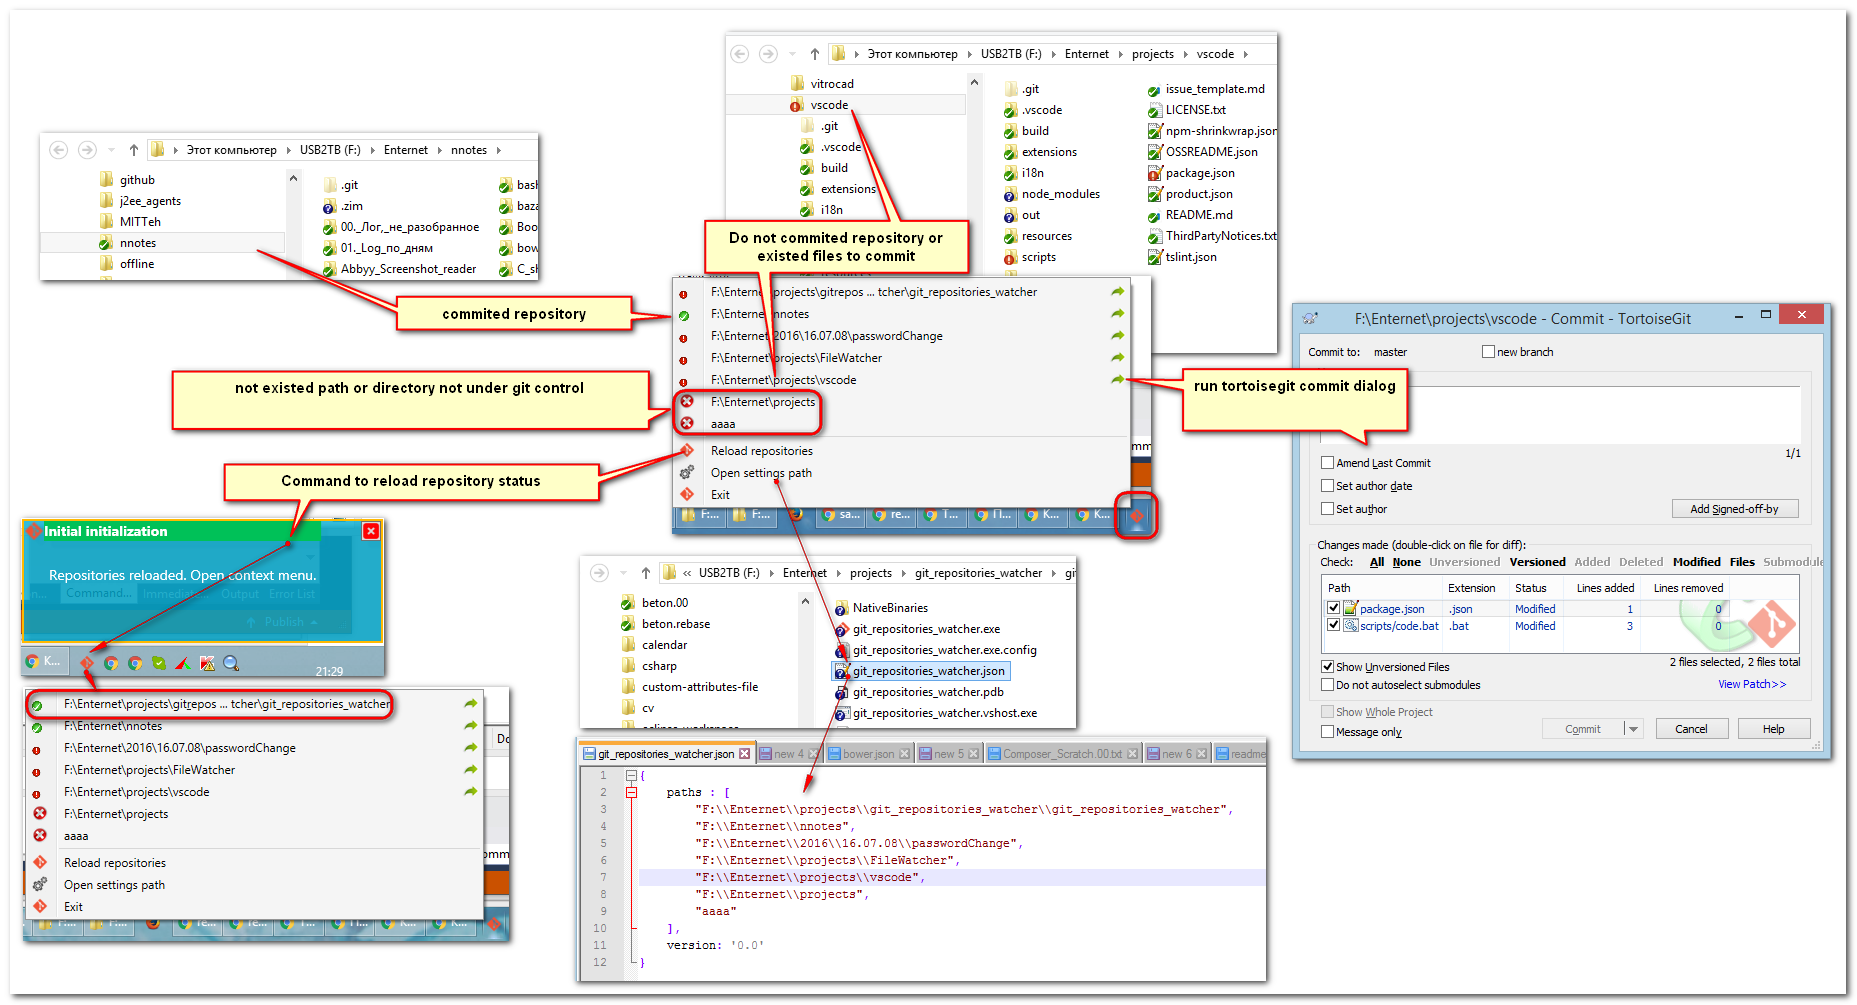 Этот компьютер ▸ USB2TB (F:) ▸ Enternet ▸ projects ▸ vscode ▸
vitrocad
vscode
.git
.vscode
build
extensions
i18n
.git
.vscode
build
extensions
i18n
node_modules
out
resources
scripts
issue_template.md
LICENSE.txt
npm-shrinkwrap.json
OSSREADME.json
package.json
product.json
README.md
ThirdPartyNotices.txt
tslint.json
Этот компьютер ▸ USB2TB (F:) ▸ Enternet ▸ nnotes ▸
github
j2ee_agents
MITTeh
nnotes
offline
.git
.zim
00._Лог,_не_разобранное
01._Log_по_дням
Abbyy_Screenshot_reader
bash
baza
Boo
bow
C_sh
Do not commited repository or
existed files to commit
commited repository
not existed path or directory not under git control
Command to reload repository status
run tortoisegit commit dialog
F:\Enternet\projects\gitrepos ... tcher\git_repositories_watcher
F:\Enternet\nnotes
F:\Enternet\2016\16.07.08\passwordChange
F:\Enternet\projects\FileWatcher
F:\Enternet\projects\vscode
F:\Enternet\projects
aaaa
Reload repositories
Open settings path
Exit
omm
F:...
F:...
sa...
re...
T...
П...
K...
K...
F:\Enternet\projects\vscode - Commit - TortoiseGit
Commit to: master
new branch
1/1
Amend Last Commit
Set author date
Set author
Add Signed-off-by
Changes made (double-click on file for diff):
Check: All None Unversioned Versioned Added Deleted Modified Files Submodule
Path Extension Status Lines added Lines removed
package.json .json Modified 1 0
scripts/code.bat .bat Modified 3 0
Show Unversioned Files
2 files selected, 2 files total
Do not autoselect submodules
View Patch>>
Show Whole Project
Message only
Commit
Cancel
Help
Initial initialization
Repositories reloaded. Open context menu.
Command...
Immediate...
Output
Error List
Publish
K...
21:29
F:\Enternet\projects\gitrepos ... tcher\git_repositories_watcher
F:\Enternet\nnotes
F:\Enternet\2016\16.07.08\passwordChange
F:\Enternet\projects\FileWatcher
F:\Enternet\projects\vscode
F:\Enternet\projects
aaaa
Reload repositories
Open settings path
Exit
Do
omm
« USB2TB (F:) ▸ Enternet ▸ projects ▸ git_repositories_watcher ▸ git
beton.00
beton.rebase
calendar
csharp
custom-attributes-file
cv
NativeBinaries
git_repositories_watcher.exe
git_repositories_watcher.exe.config
git_repositories_watcher.json
git_repositories_watcher.pdb
git_repositories_watcher.vshost.exe
git_repositories_watcher.json
new 4
bower.json
new 5
Composer_Scratch.00.txt
new 6
readme
1 {
2 paths : [
3 "F:\\Enternet\\projects\\git_repositories_watcher\\git_repositories_watcher",
4 "F:\\Enternet\\nnotes",
5 "F:\\Enternet\\2016\\16.07.08\\passwordChange",
6 "F:\\Enternet\\projects\\FileWatcher",
7 "F:\\Enternet\\projects\\vscode",
8 "F:\\Enternet\\projects",
9 "aaaa"
10 ],
11 version: '0.0'
12 }